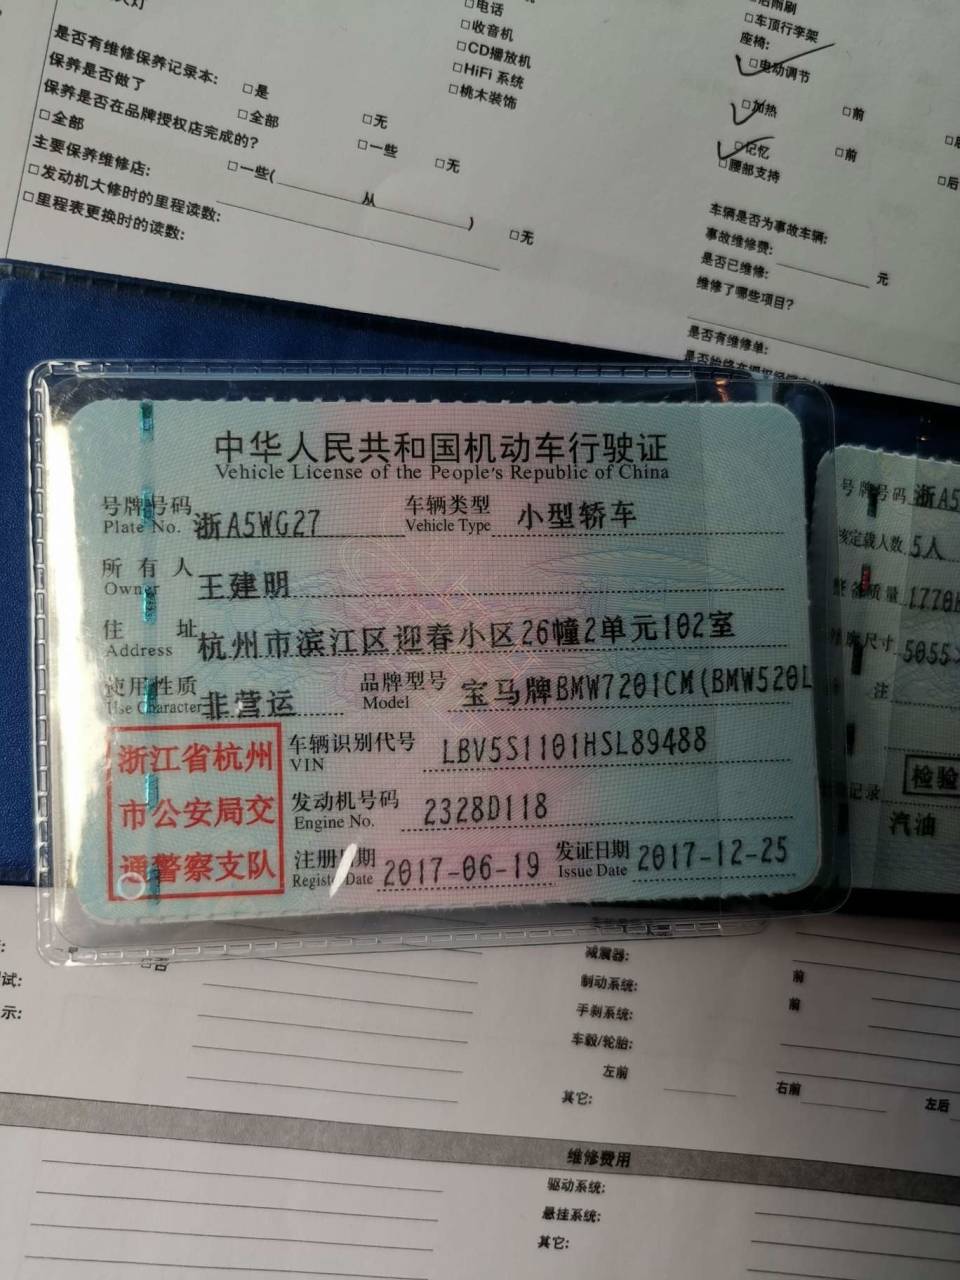 □电话
□收音机
□CD播放机
□HiFi 系统
□桃木装饰
是否有维修保养记录本: □是
保养是否做了 □全部 □无
保养是否在品牌授权店完成的? □一些 □无
□全部 □一些( 从 ) □无
主要保养维修店:
□发动机大修时的里程读数:
□里程表更换时的读数:
□车顶行李架
座椅:
□电动调节
□加热 □前
□记忆 □前
□腰部支持 □后
车辆是否为事故车辆:
事故维修费: 元
是否已维修:
维修了哪些项目?
是否有维修单:
中华人民共和国机动车行驶证
Vehicle License of the People's Republic of China
号牌号码 浙A5WG27 车辆类型 小型轿车
Plate No. Vehicle Type
所有人 王建明
Owner
住址 杭州市滨江区迎春小区26幢2单元102室
Address
使用性质 非营运 品牌型号 宝马牌BMW7201CM(BMW520L
Use Character Model
浙江省杭州
市公安局交
通警察支队
车辆识别代号 LBV5S1101HSL89488
VIN
发动机号码 2328D118
Engine No.
注册日期 2017-06-19 发证日期 2017-12-25
Register Date Issue Date
号牌号码 浙A5
核定载人数 5人
整备质量 1770
外廓尺寸 5055
注
检验
记录
汽油
□否
减震器:
制动系统: 前
手刹系统: 前
车毂/轮胎:
左前 右前 左后
其它:
维修费用
驱动系统:
悬挂系统:
其它: